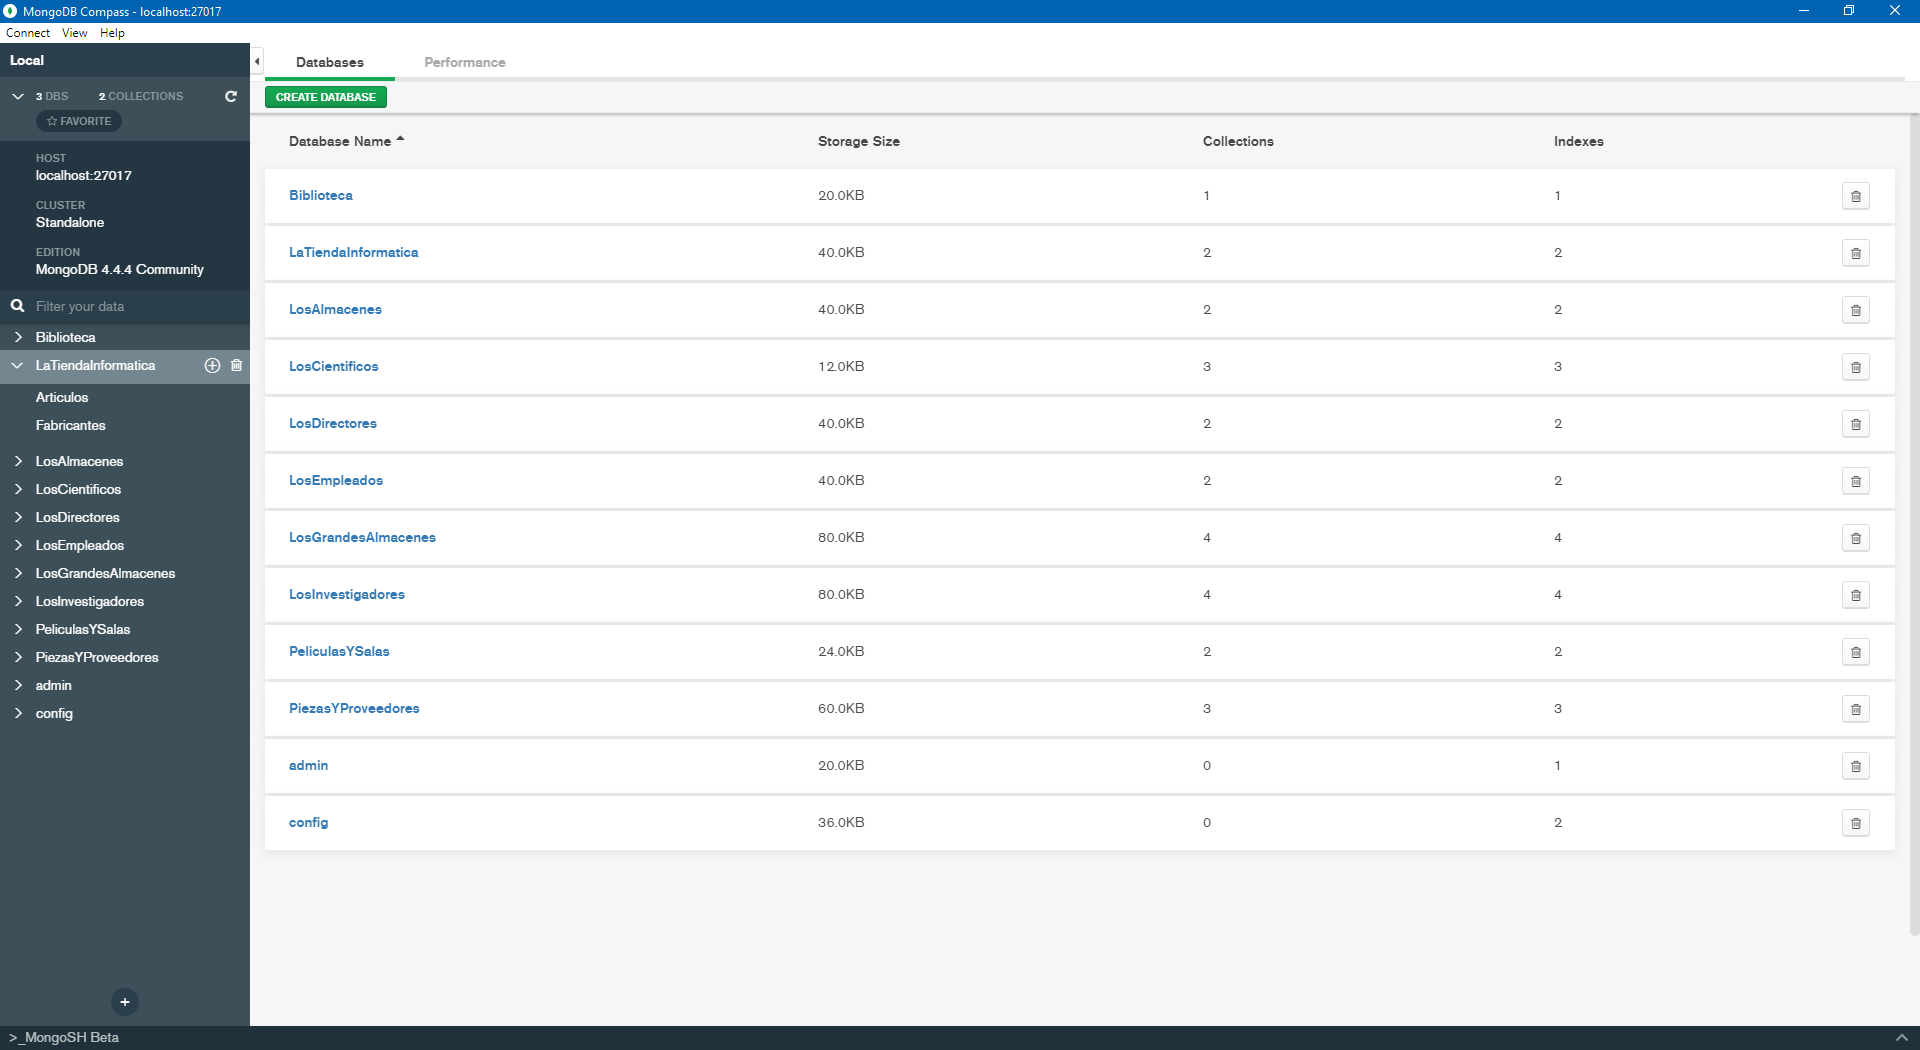 MongoDB Compass - localhost:27017
Connect View Help
Local
3 DBS 2 COLLECTIONS
FAVORITE
HOST
localhost:27017
CLUSTER
Standalone
EDITION
MongoDB 4.4.4 Community
Filter your data
Biblioteca
LaTiendaInformatica
Articulos
Fabricantes
LosAlmacenes
LosCientificos
LosDirectores
LosEmpleados
LosGrandesAlmacenes
LosInvestigadores
PeliculasYSalas
PiezasYProveedores
admin
config
Databases Performance
CREATE DATABASE
Database Name Storage Size Collections Indexes
Biblioteca 20.0KB 1 1
LaTiendaInformatica 40.0KB 2 2
LosAlmacenes 40.0KB 2 2
LosCientificos 12.0KB 3 3
LosDirectores 40.0KB 2 2
LosEmpleados 40.0KB 2 2
LosGrandesAlmacenes 80.0KB 4 4
LosInvestigadores 80.0KB 4 4
PeliculasYSalas 24.0KB 2 2
PiezasYProveedores 60.0KB 3 3
admin 20.0KB 0 1
config 36.0KB 0 2
>_MongoSH Beta